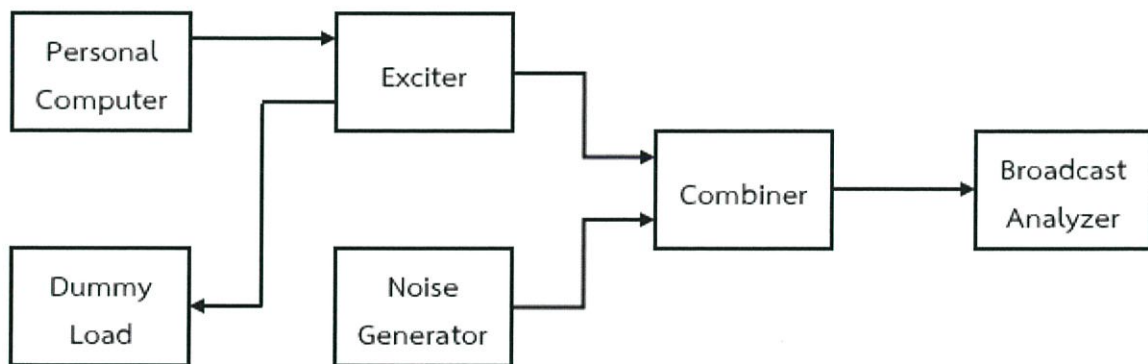 Personal
Computer
Exciter
Combiner
Broadcast
Analyzer
Dummy
Load
Noise
Generator